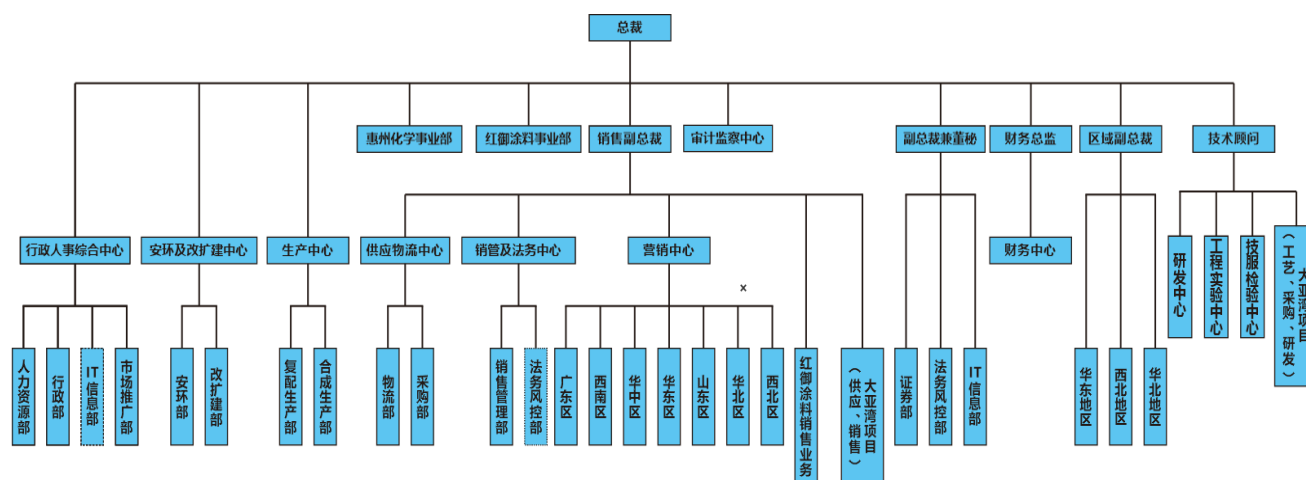 总裁
惠州化学事业部
红御涂料事业部
销售副总裁
审计监察中心
副总裁兼董秘
财务总监
区域副总裁
技术顾问
行政人事综合中心
安环及改扩建中心
生产中心
供应物流中心
销管及法务中心
营销中心
财务中心
研发中心
工程实验中心
技服检验中心
大亚湾项目
（工艺、采购、研发）
人力资源部
行政部
IT信息部
市场推广部
安环部
改扩建部
复配生产部
合成生产部
物流部
采购部
销售管理部
法务风控部
广东区
西南区
华中区
华东区
山东区
华北区
西北区
红御涂料销售业务
大亚湾项目
（供应、销售）
证券部
法务风控部
IT信息部
华东地区
西北地区
华北地区